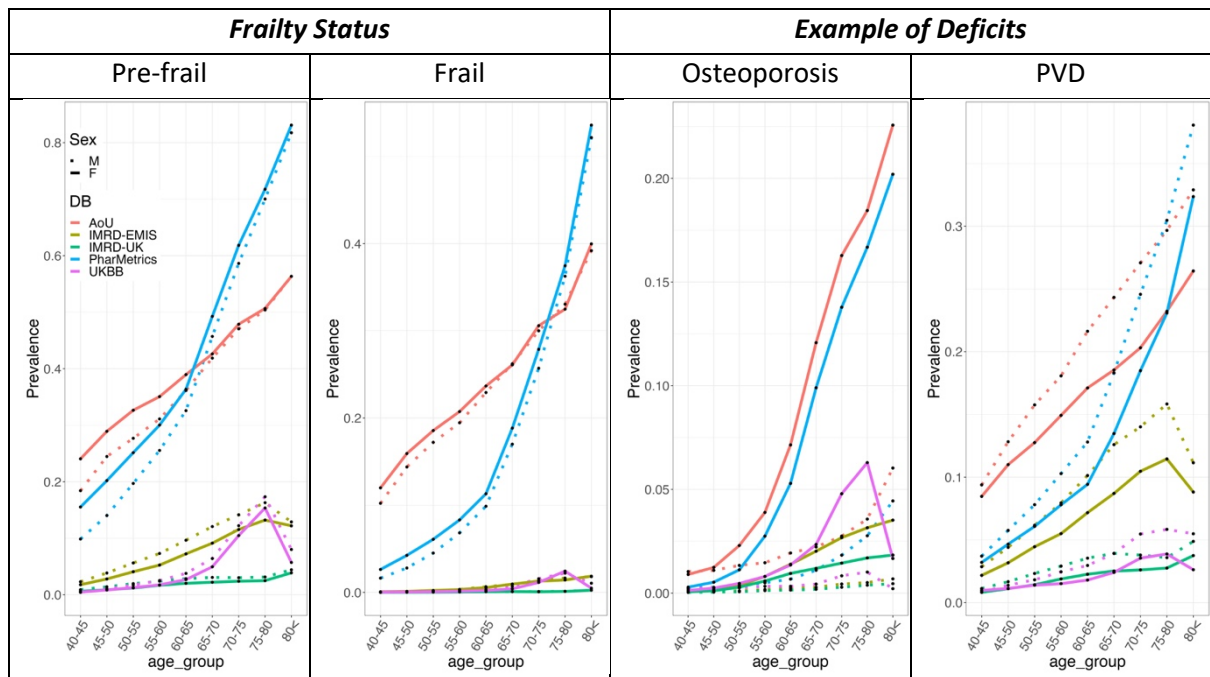 Frailty Status
Example of Deficits
Pre-frail
Frail
Osteoporosis
PVD
Prevalence
0.8
0.6
0.4
0.2
0.0
Sex
M
F
DB
AoU
IMRD-EMIS
IMRD-UK
PharMetrics
UKBB
40-45
45-50
50-55
55-60
60-65
65-70
70-75
75-80
80<
age_group
Prevalence
0.4
0.2
0.0
40-45
45-50
50-55
55-60
60-65
65-70
70-75
75-80
80<
age_group
Prevalence
0.20
0.15
0.10
0.05
0.00
40-45
45-50
50-55
55-60
60-65
65-70
70-75
75-80
80<
age_group
Prevalence
0.3
0.2
0.1
0.0
40-45
45-50
50-55
55-60
60-65
65-70
70-75
75-80
80<
age_group